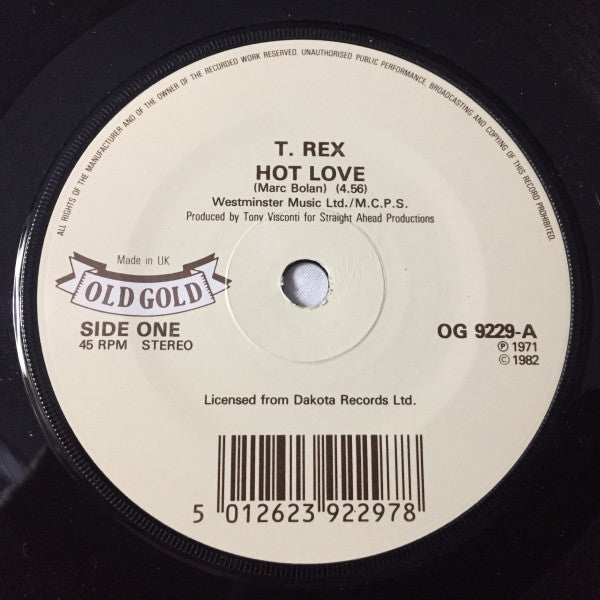 ALL RIGHTS OF THE MANUFACTURER AND OF THE OWNER OF THE RECORDED WORK RESERVED. UNAUTHORISED PUBLIC PERFORMANCE, BROADCASTING AND COPYING OF THIS RECORD PROHIBITED.
T. REX
HOT LOVE
(Marc Bolan) (4.56)
Westminster Music Ltd./M.C.P.S.
Produced by Tony Visconti for Straight Ahead Productions
Made in UK
OLD GOLD
SIDE ONE
45 RPM STEREO
OG 9229-A
℗ 1971
© 1982
Licensed from Dakota Records Ltd.
5 012623 922978